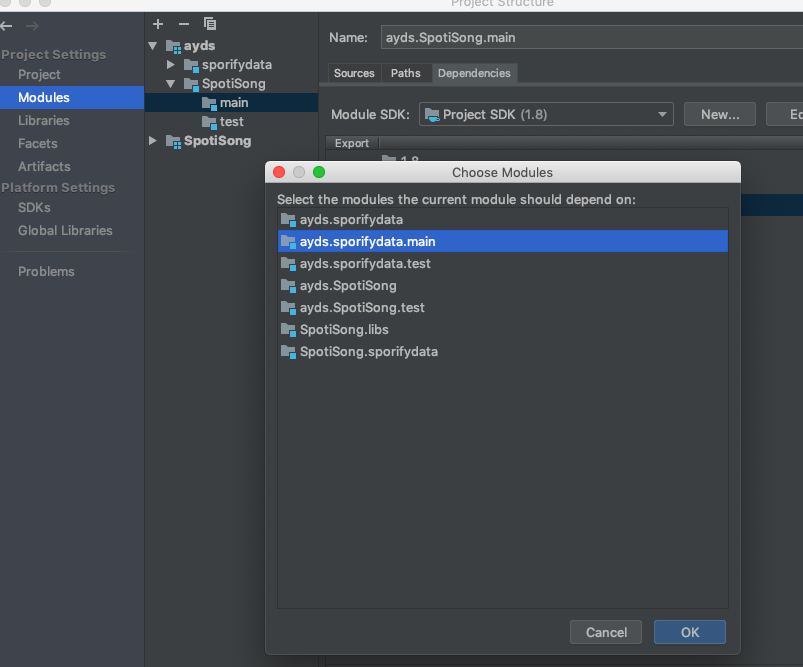 Project Structure
Project Settings
Project
Modules
Libraries
Facets
Artifacts
Platform Settings
SDKs
Global Libraries
Problems
ayds
sporifydata
SpotiSong
main
test
SpotiSong
Name: ayds.SpotiSong.main
Sources Paths Dependencies
Module SDK: Project SDK (1.8) New... Ec
Export
1.8
Choose Modules
Select the modules the current module should depend on:
ayds.sporifydata
ayds.sporifydata.main
ayds.sporifydata.test
ayds.SpotiSong
ayds.SpotiSong.test
SpotiSong.libs
SpotiSong.sporifydata
Cancel OK